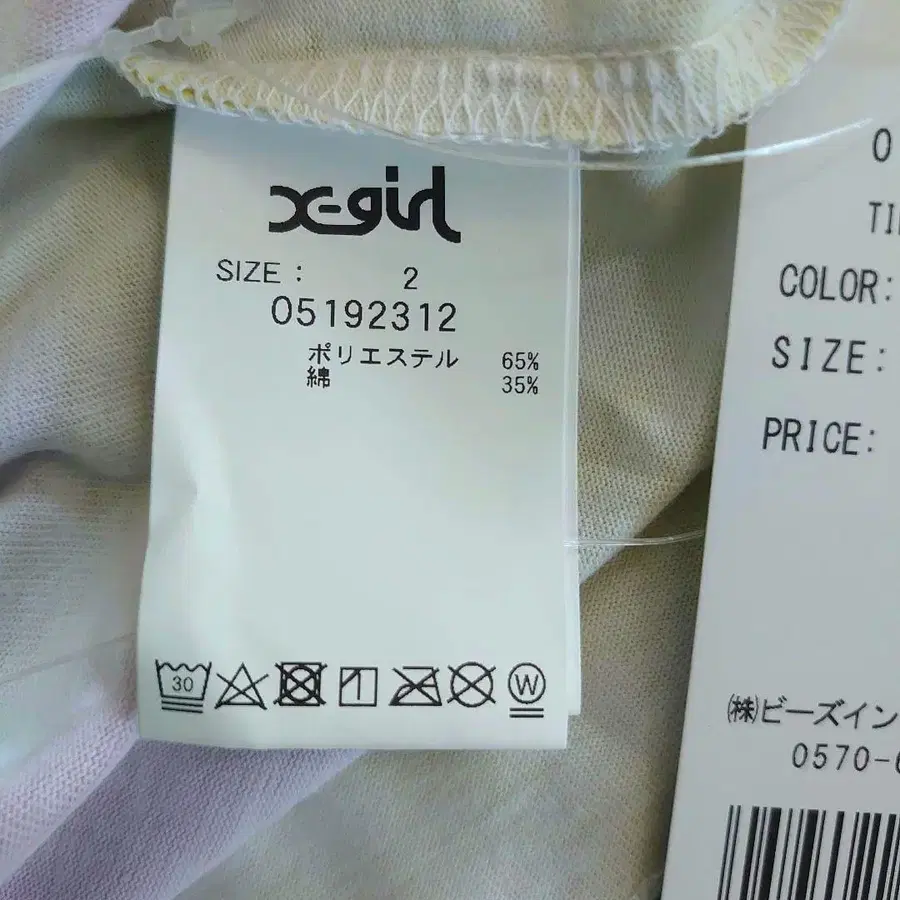 X-girl
SIZE : 2
05192312
ポリエステル 65%
綿 35%
30
W
0
COLOR:
SIZE:
PRICE:
㈱ビーズイン
0570-